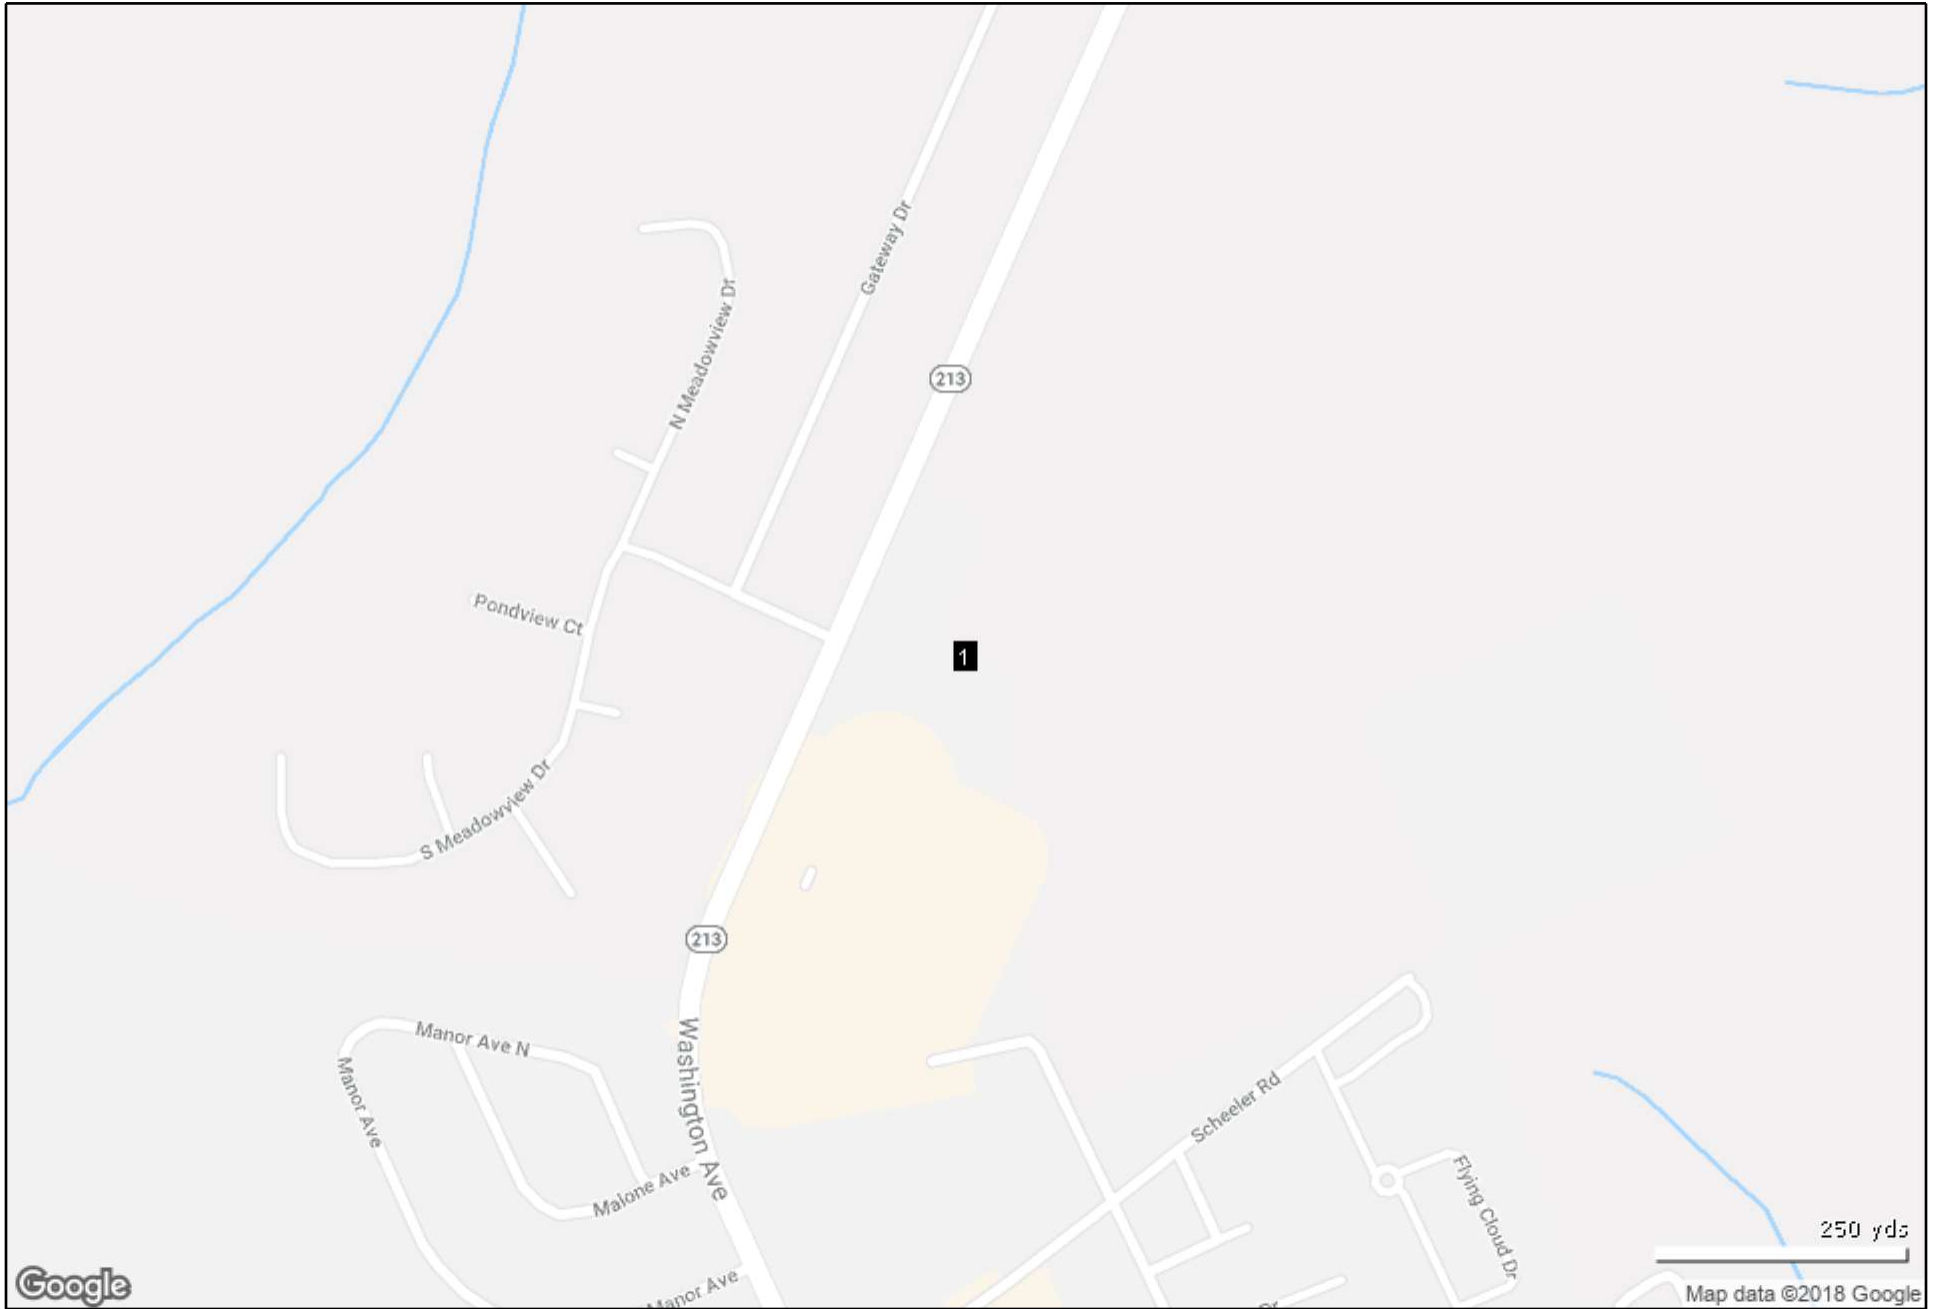 Gateway Dr
N Meadowview Dr
213
Pondview Ct
1
S Meadowview Dr
213
Manor Ave N
Washington Ave
Manor Ave
Scheeler Rd
Malone Ave
Flying Cloud Dr
250 yds
Manor Ave
Dr
Google
Map data ©2018 Google